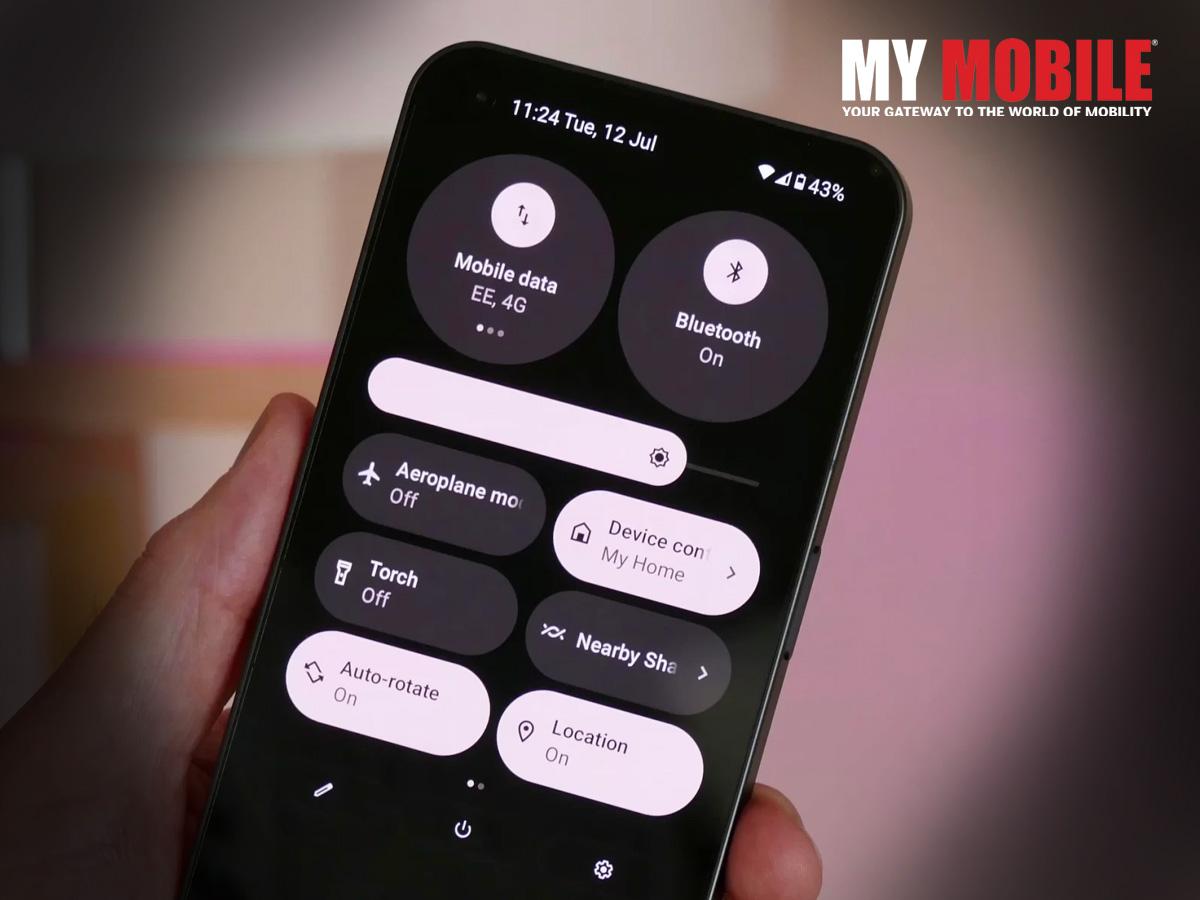 MY MOBILE®
YOUR GATEWAY TO THE WORLD OF MOBILITY
11:24 Tue, 12 Jul
43%
Mobile data
EE, 4G
Bluetooth
On
Aeroplane mo
Off
Device con
My Home
Torch
Off
Nearby Sha
Auto-rotate
On
Location
On